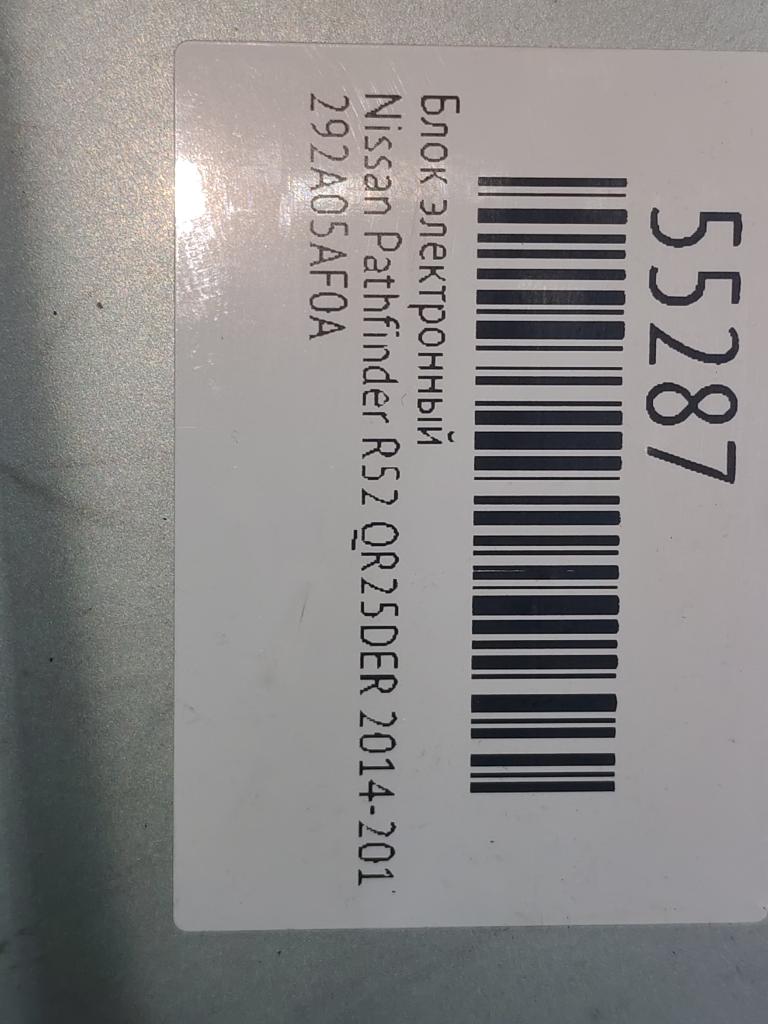 55287
Блок электронный
Nissan Pathfinder R52 QR25DER 2014-201
292A05AF0A